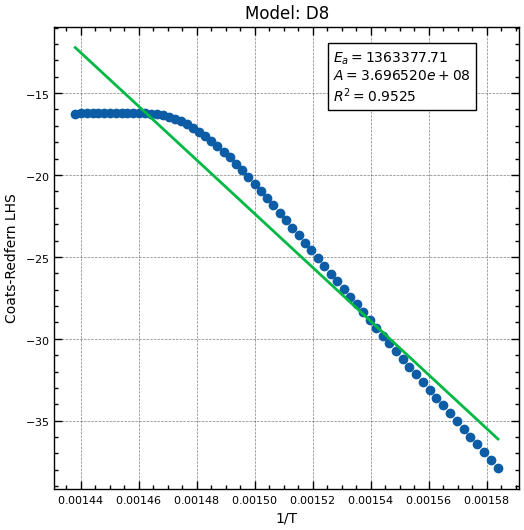 Model: D8
E_a = 1363377.71
A = 3.696520e + 08
R² = 0.9525
Coats-Redfern LHS
−15
−20
−25
−30
−35
0.00144 0.00146 0.00148 0.00150 0.00152 0.00154 0.00156 0.00158
1/T